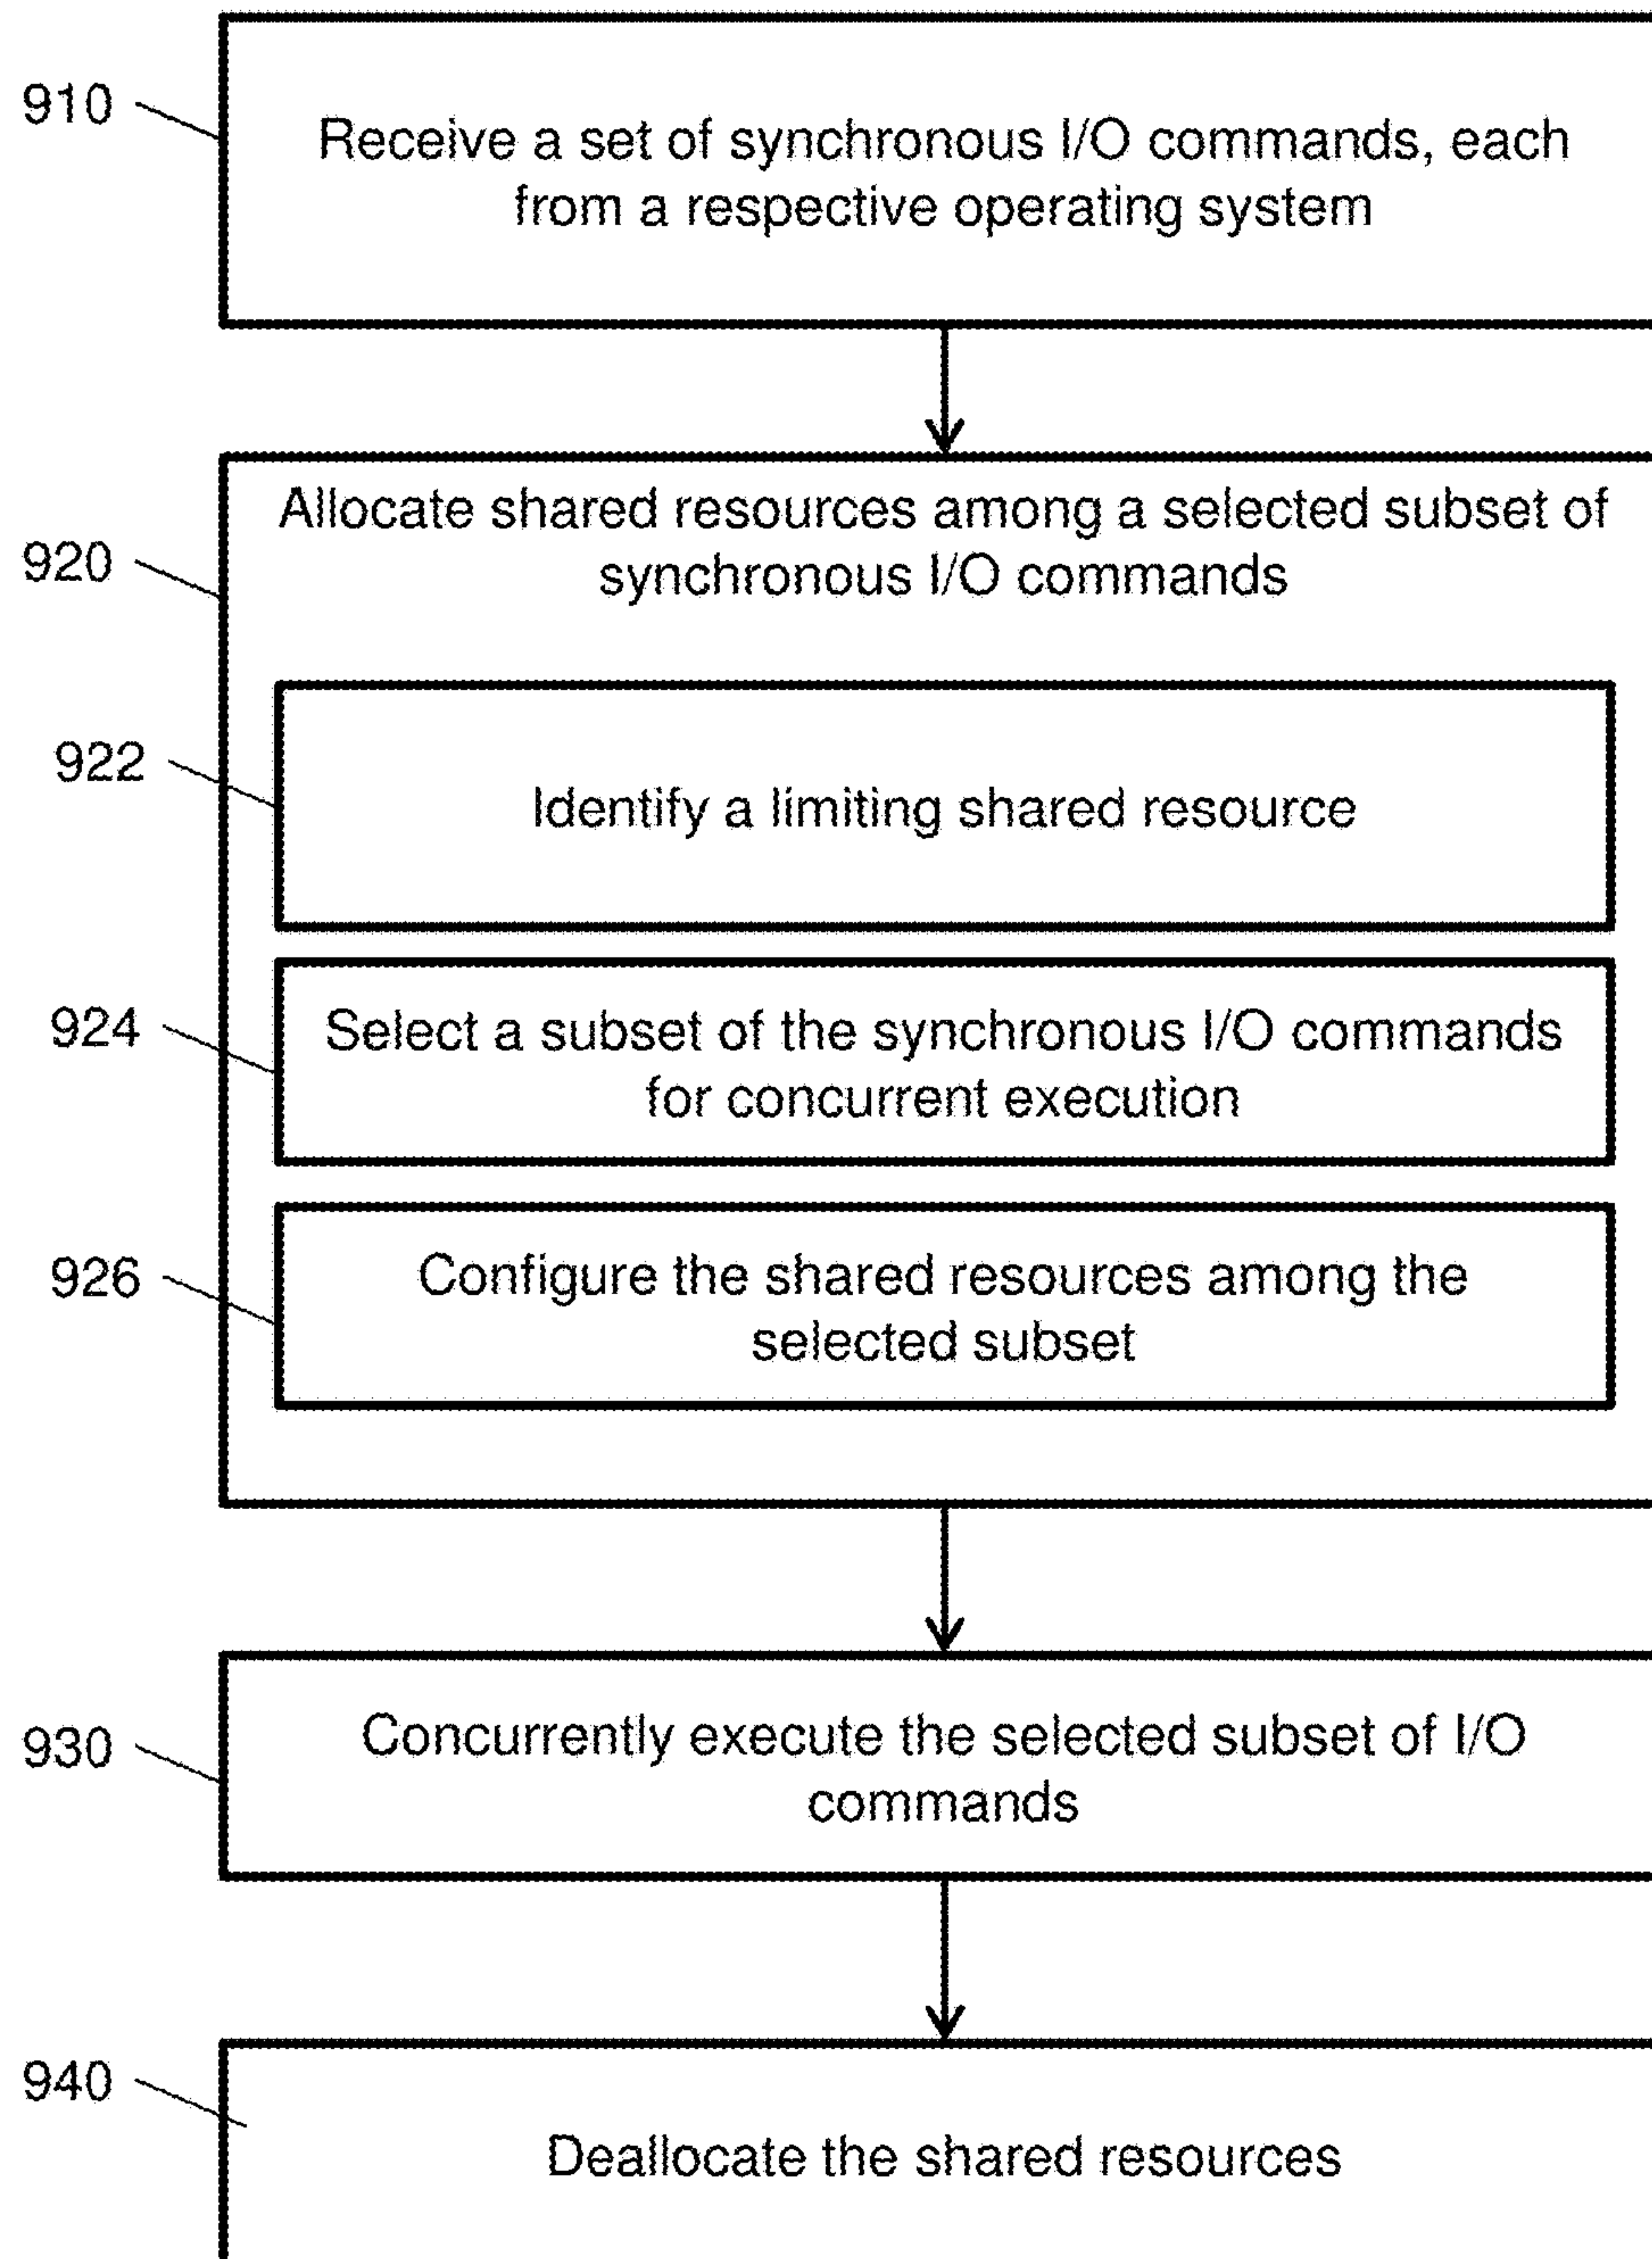 910
Receive a set of synchronous I/O commands, each
from a respective operating system
920
Allocate shared resources among a selected subset of
synchronous I/O commands
922
Identify a limiting shared resource
924
Select a subset of the synchronous I/O commands
for concurrent execution
926
Configure the shared resources among the
selected subset
930
Concurrently execute the selected subset of I/O
commands
940
Deallocate the shared resources